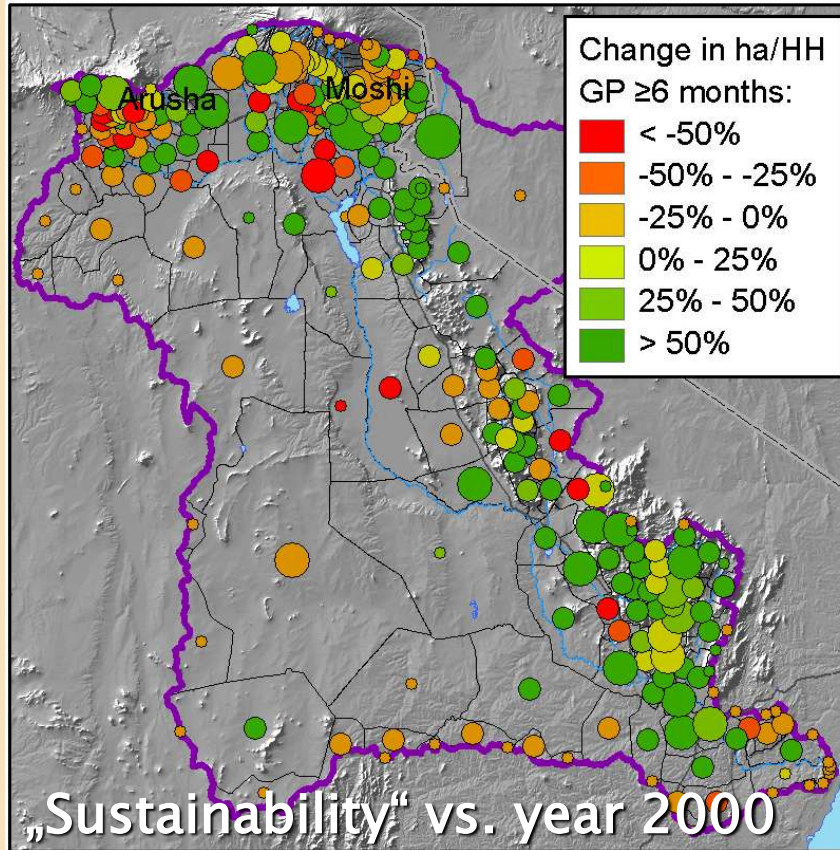 Change in ha/HH
GP ≥6 months:
< -50%
-50% - -25%
-25% - 0%
0% - 25%
25% - 50%
> 50%
Moshi
Arusha
„Sustainability“ vs. year 2000